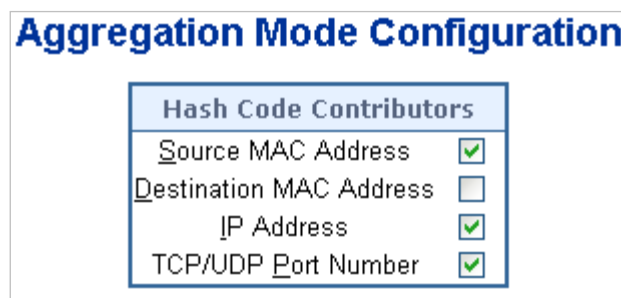 Aggregation Mode Configuration
Hash Code Contributors
Source MAC Address
Destination MAC Address
IP Address
TCP/UDP Port Number